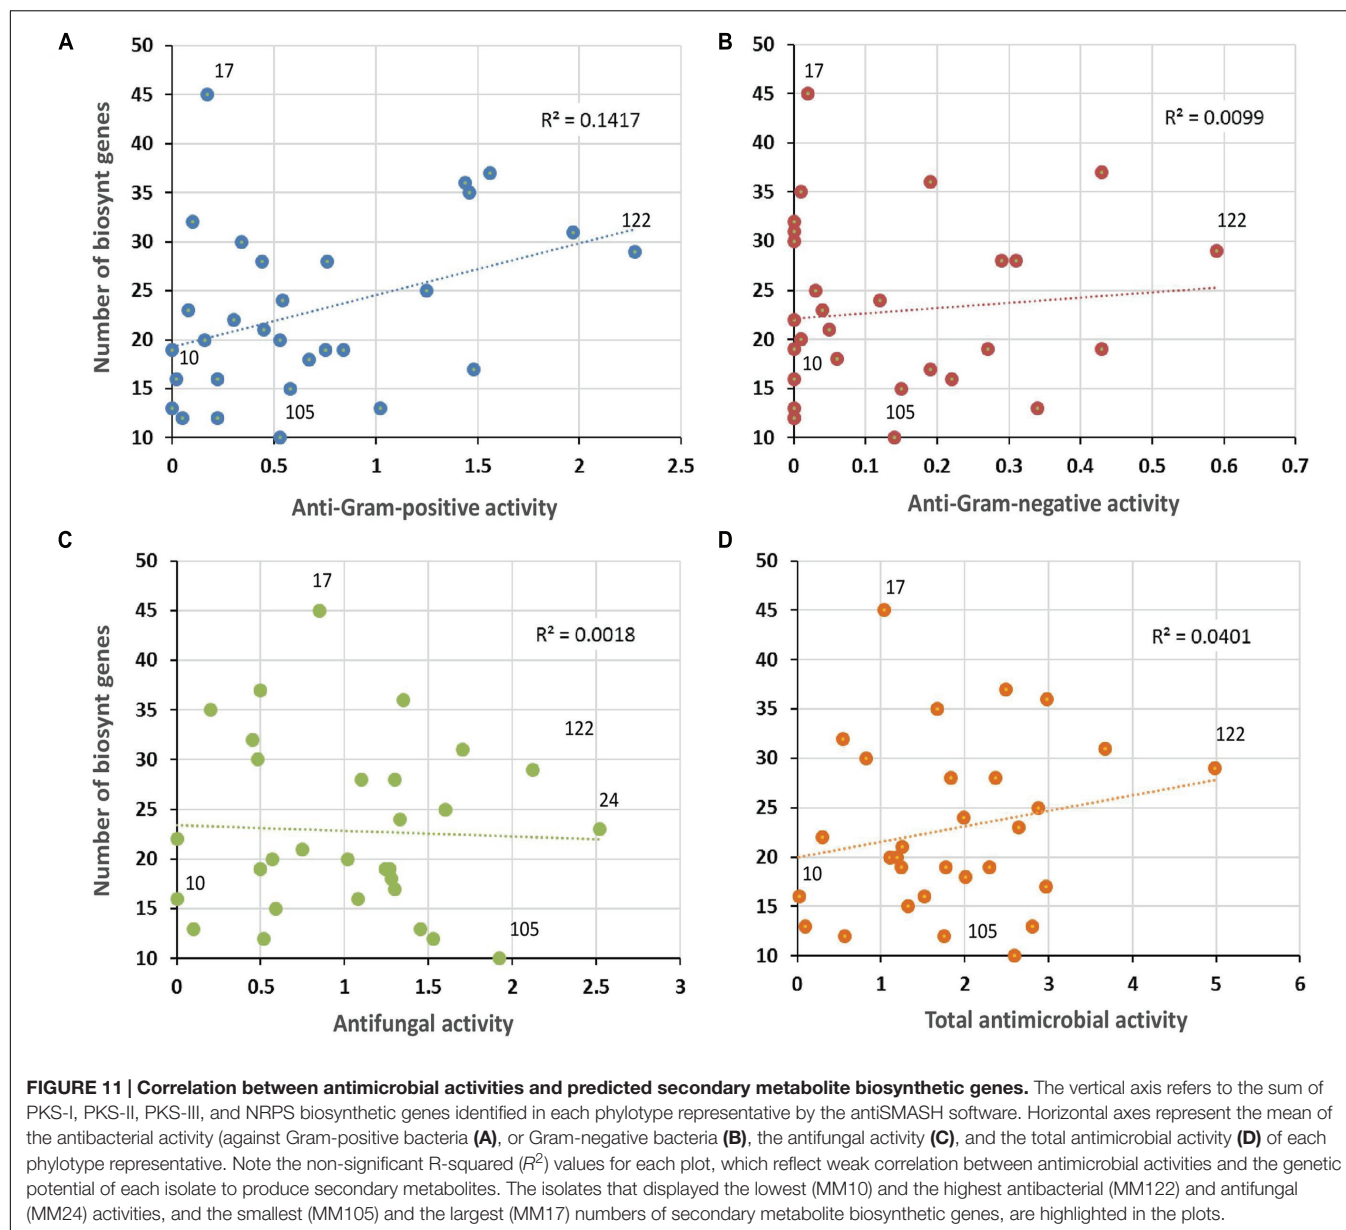 A
50
45
40
35
30
25
20
15
10
Number of biosynt genes
17
R² = 0.1417
122
10
105
0 0.5 1 1.5 2 2.5
Anti-Gram-positive activity
B
50
45
40
35
30
25
20
15
10
17
R² = 0.0099
122
10
105
0 0.1 0.2 0.3 0.4 0.5 0.6 0.7
Anti-Gram-negative activity
C
50
45
40
35
30
25
20
15
10
Number of biosynt genes
17
R² = 0.0018
122
24
10
105
0 0.5 1 1.5 2 2.5 3
Antifungal activity
D
50
45
40
35
30
25
20
15
10
17
R² = 0.0401
122
10
105
0 1 2 3 4 5 6
Total antimicrobial activity
FIGURE 11 | Correlation between antimicrobial activities and predicted secondary metabolite biosynthetic genes. The vertical axis refers to the sum of
PKS-I, PKS-II, PKS-III, and NRPS biosynthetic genes identified in each phylotype representative by the antiSMASH software. Horizontal axes represent the mean of
the antibacterial activity (against Gram-positive bacteria (A), or Gram-negative bacteria (B), the antifungal activity (C), and the total antimicrobial activity (D) of each
phylotype representative. Note the non-significant R-squared (R²) values for each plot, which reflect weak correlation between antimicrobial activities and the genetic
potential of each isolate to produce secondary metabolites. The isolates that displayed the lowest (MM10) and the highest antibacterial (MM122) and antifungal
(MM24) activities, and the smallest (MM105) and the largest (MM17) numbers of secondary metabolite biosynthetic genes, are highlighted in the plots.